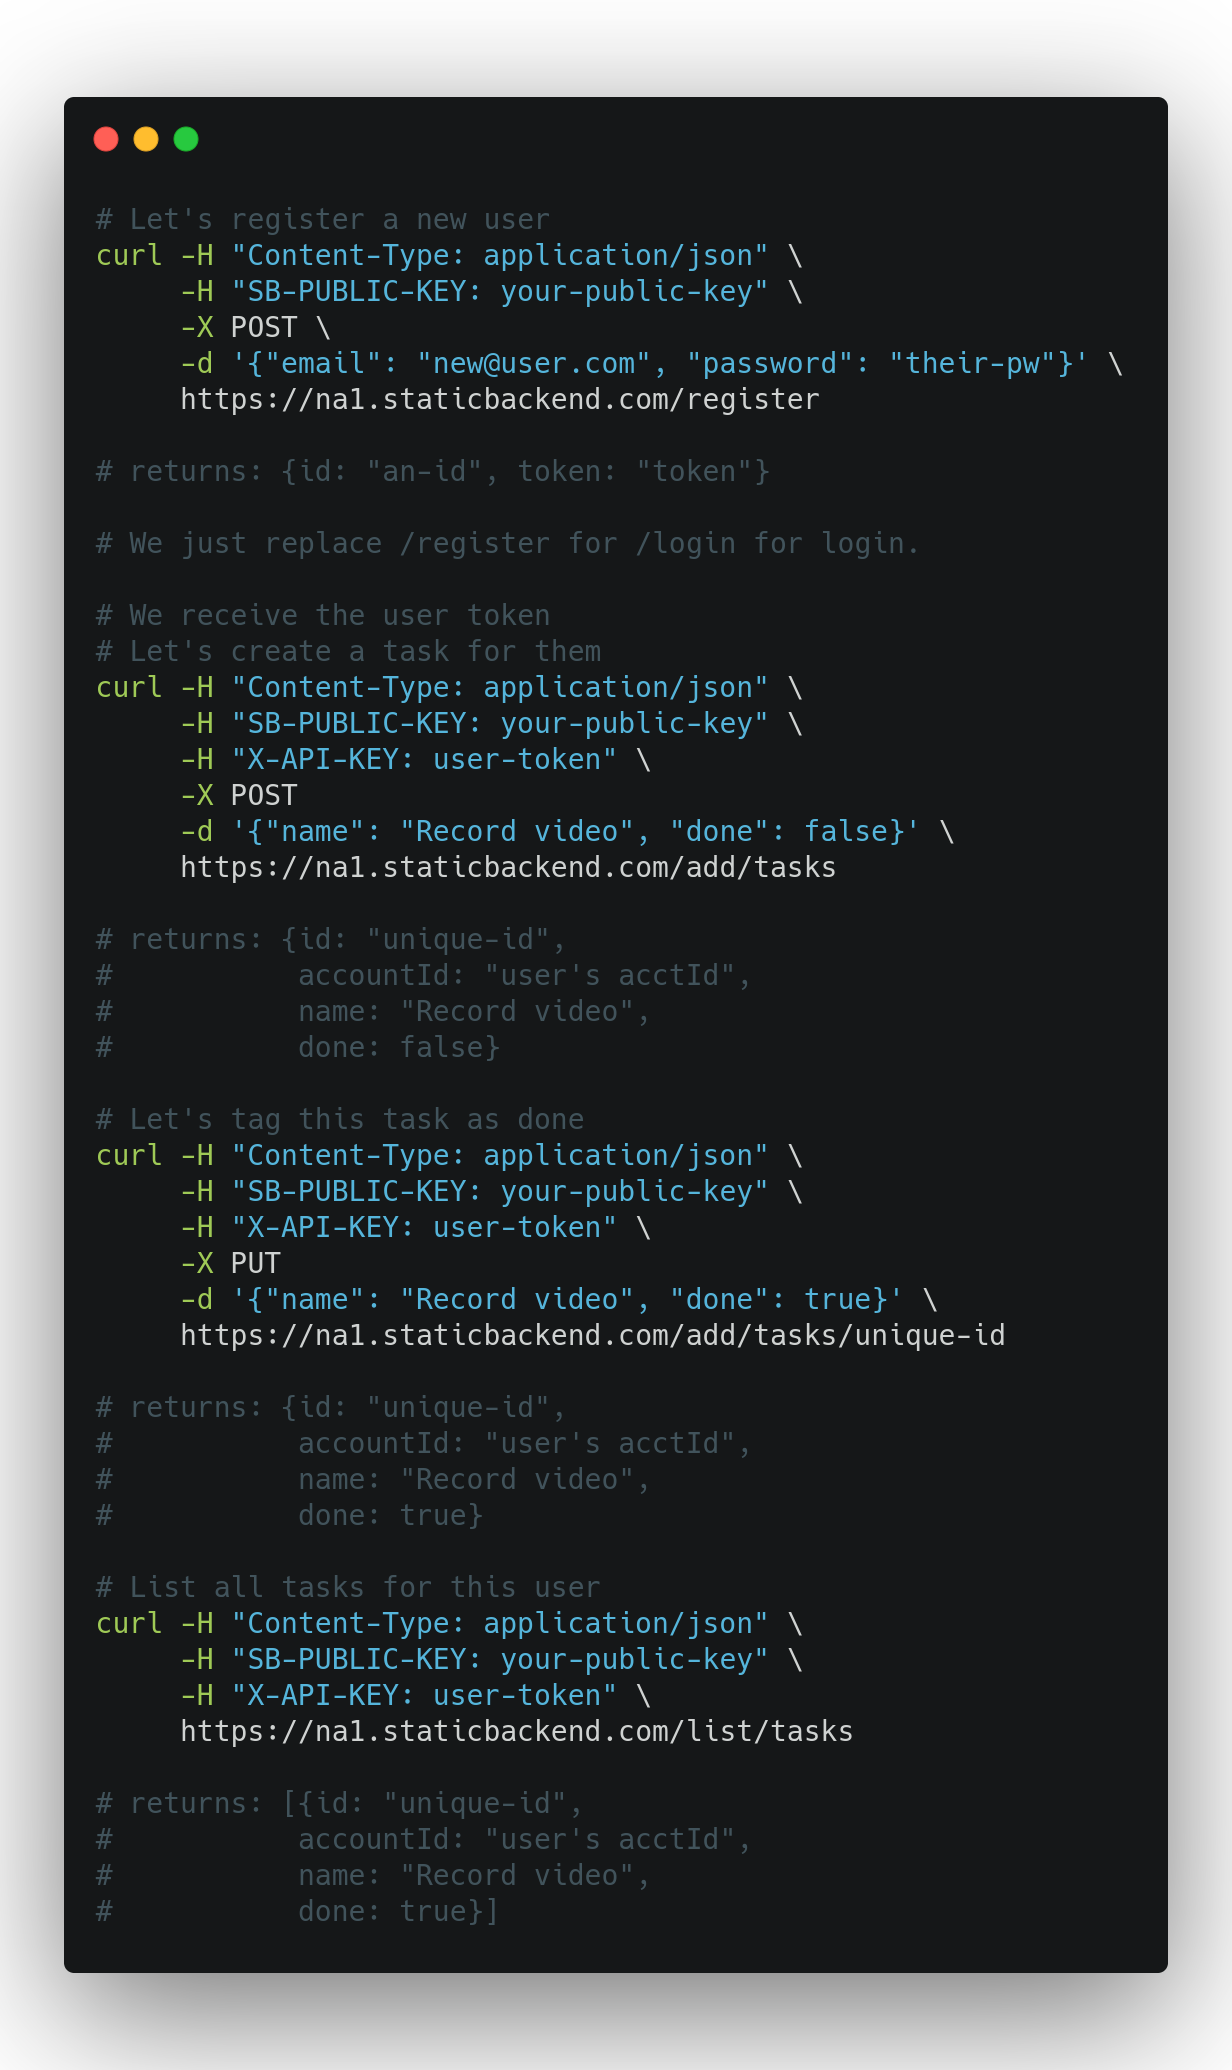 # Let's register a new user
curl -H "Content-Type: application/json" \
     -H "SB-PUBLIC-KEY: your-public-key" \
     -X POST \
     -d '{"email": "new@user.com", "password": "their-pw"}' \
     https://na1.staticbackend.com/register

# returns: {id: "an-id", token: "token"}

# We just replace /register for /login for login.

# We receive the user token
# Let's create a task for them
curl -H "Content-Type: application/json" \
     -H "SB-PUBLIC-KEY: your-public-key" \
     -H "X-API-KEY: user-token" \
     -X POST
     -d '{"name": "Record video", "done": false}' \
     https://na1.staticbackend.com/add/tasks

# returns: {id: "unique-id",
#           accountId: "user's acctId",
#           name: "Record video",
#           done: false}

# Let's tag this task as done
curl -H "Content-Type: application/json" \
     -H "SB-PUBLIC-KEY: your-public-key" \
     -H "X-API-KEY: user-token" \
     -X PUT
     -d '{"name": "Record video", "done": true}' \
     https://na1.staticbackend.com/add/tasks/unique-id

# returns: {id: "unique-id",
#           accountId: "user's acctId",
#           name: "Record video",
#           done: true}

# List all tasks for this user
curl -H "Content-Type: application/json" \
     -H "SB-PUBLIC-KEY: your-public-key" \
     -H "X-API-KEY: user-token" \
     https://na1.staticbackend.com/list/tasks

# returns: [{id: "unique-id",
#           accountId: "user's acctId",
#           name: "Record video",
#           done: true}]